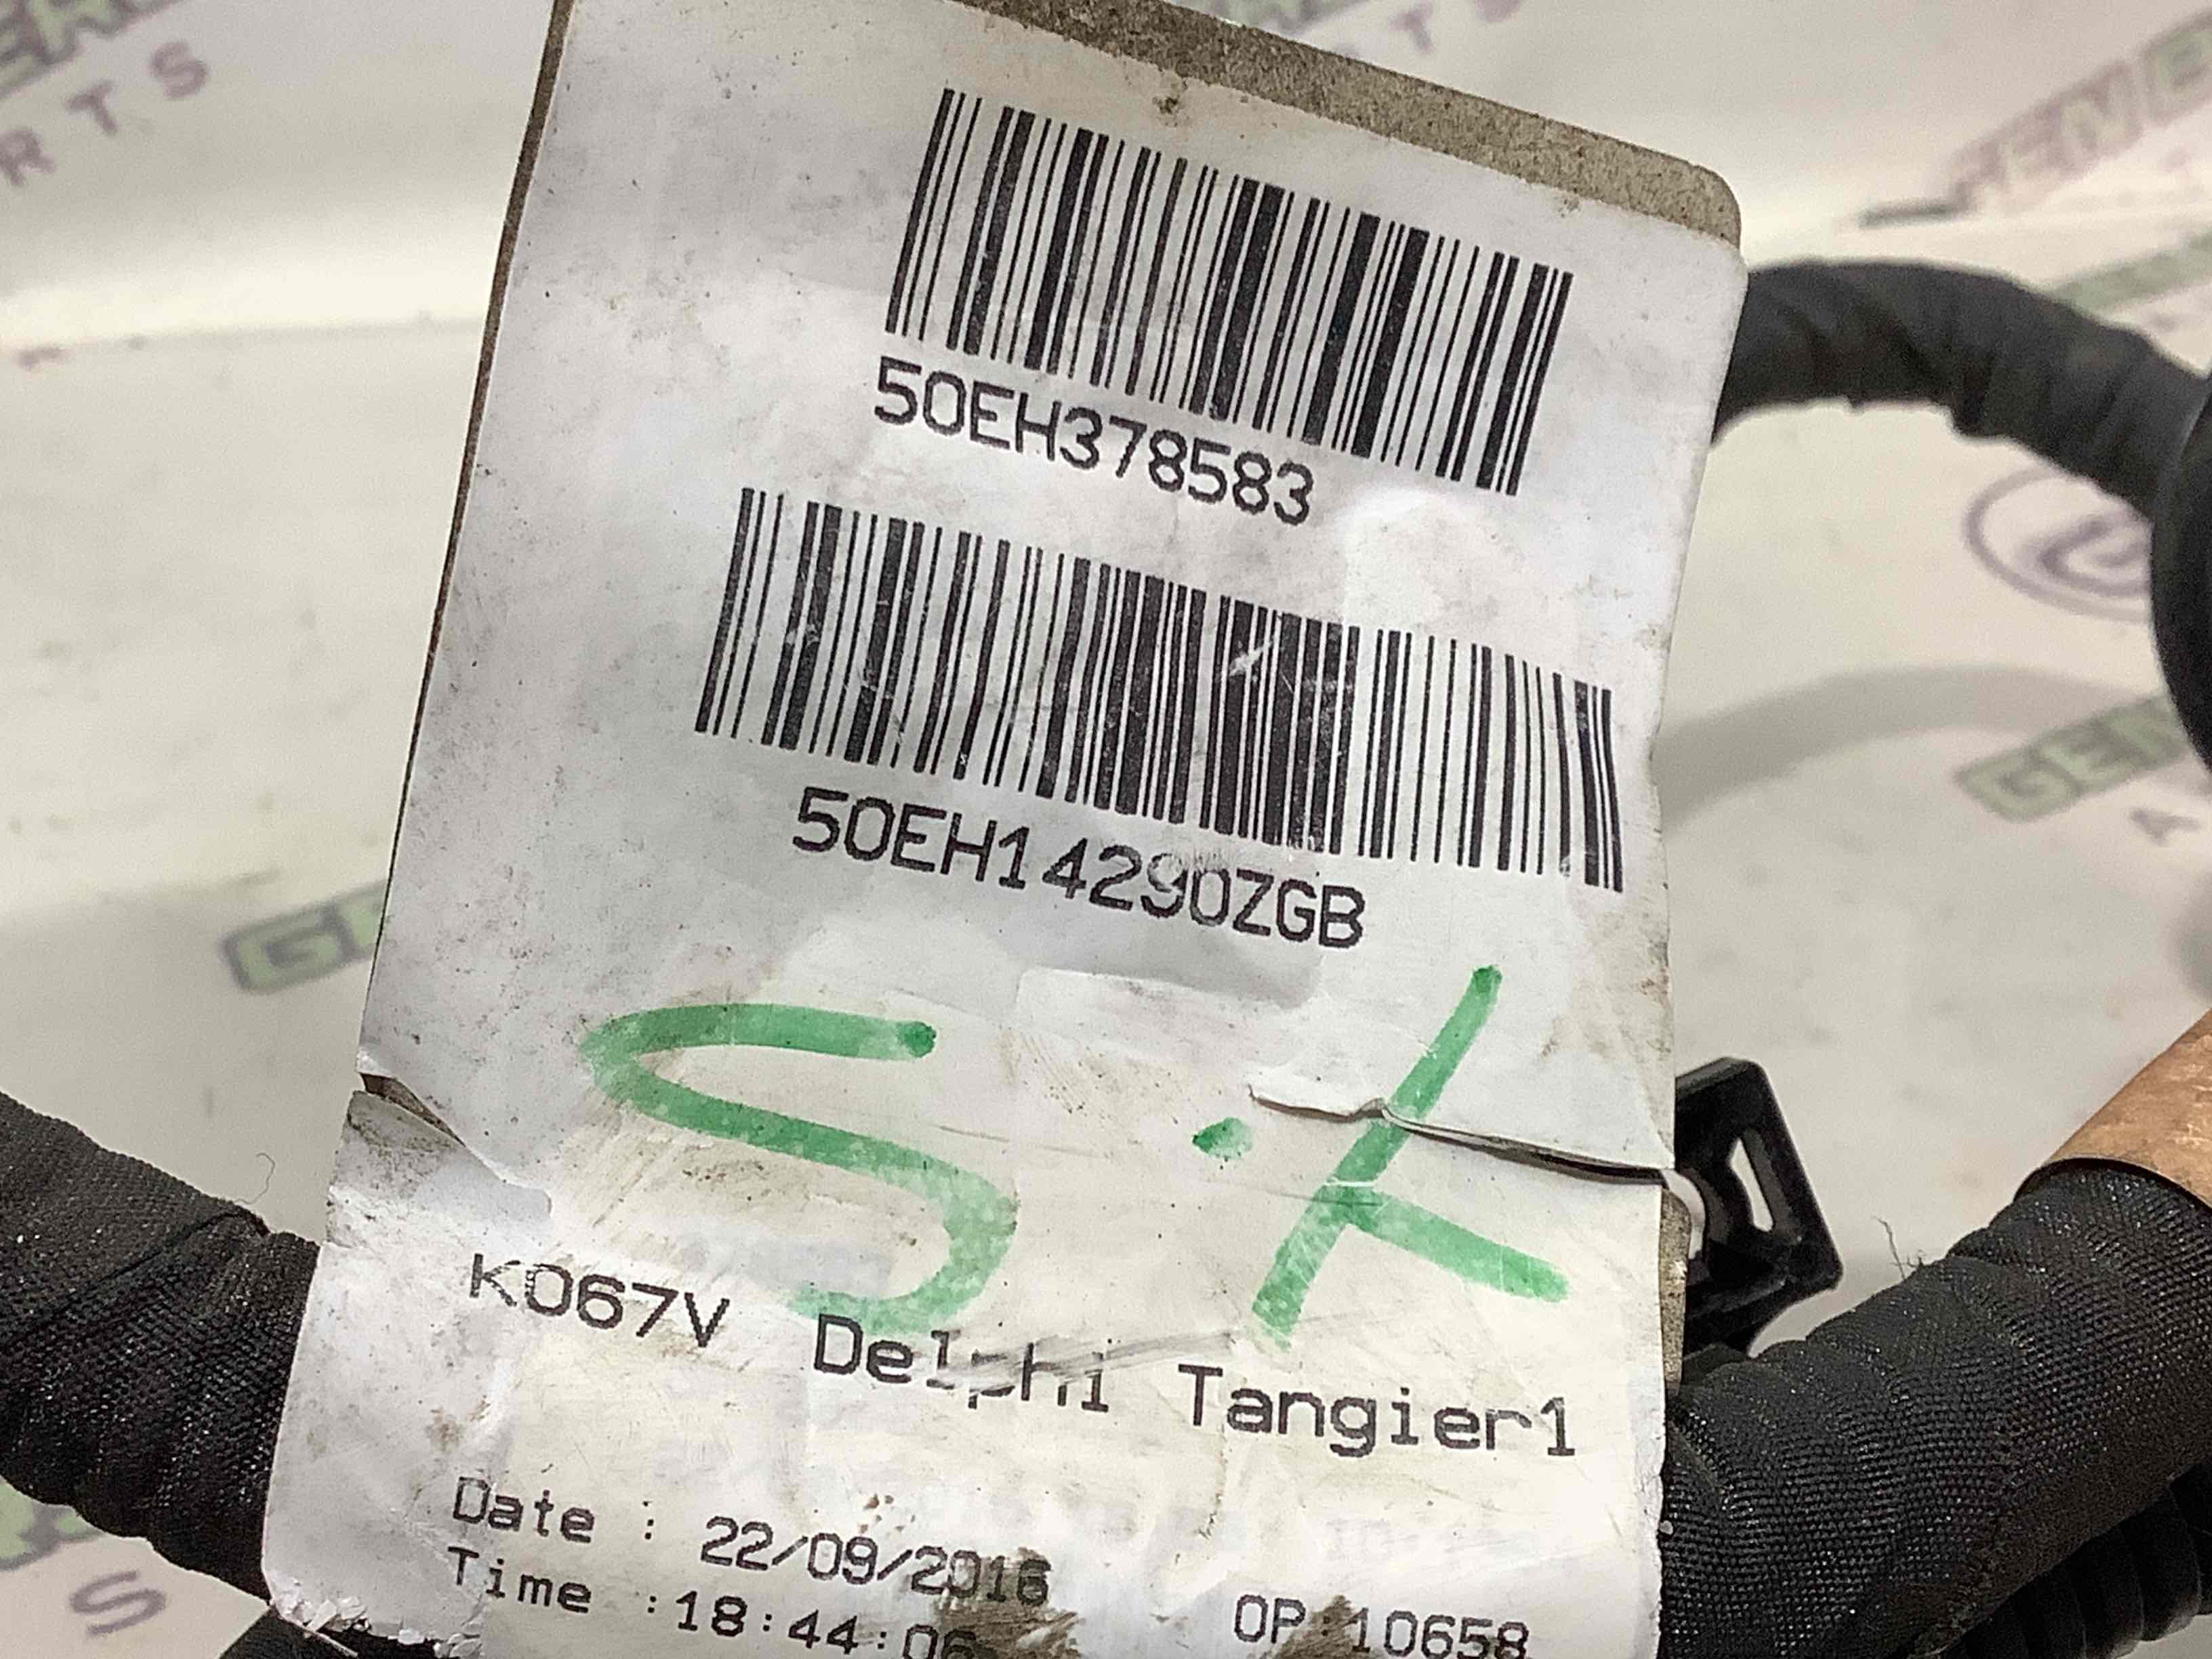 50EH378583
50EH14290ZGB
K067V Delphi Tangier1
Date : 22/09/2016
Time :18:44:06
OP:10658